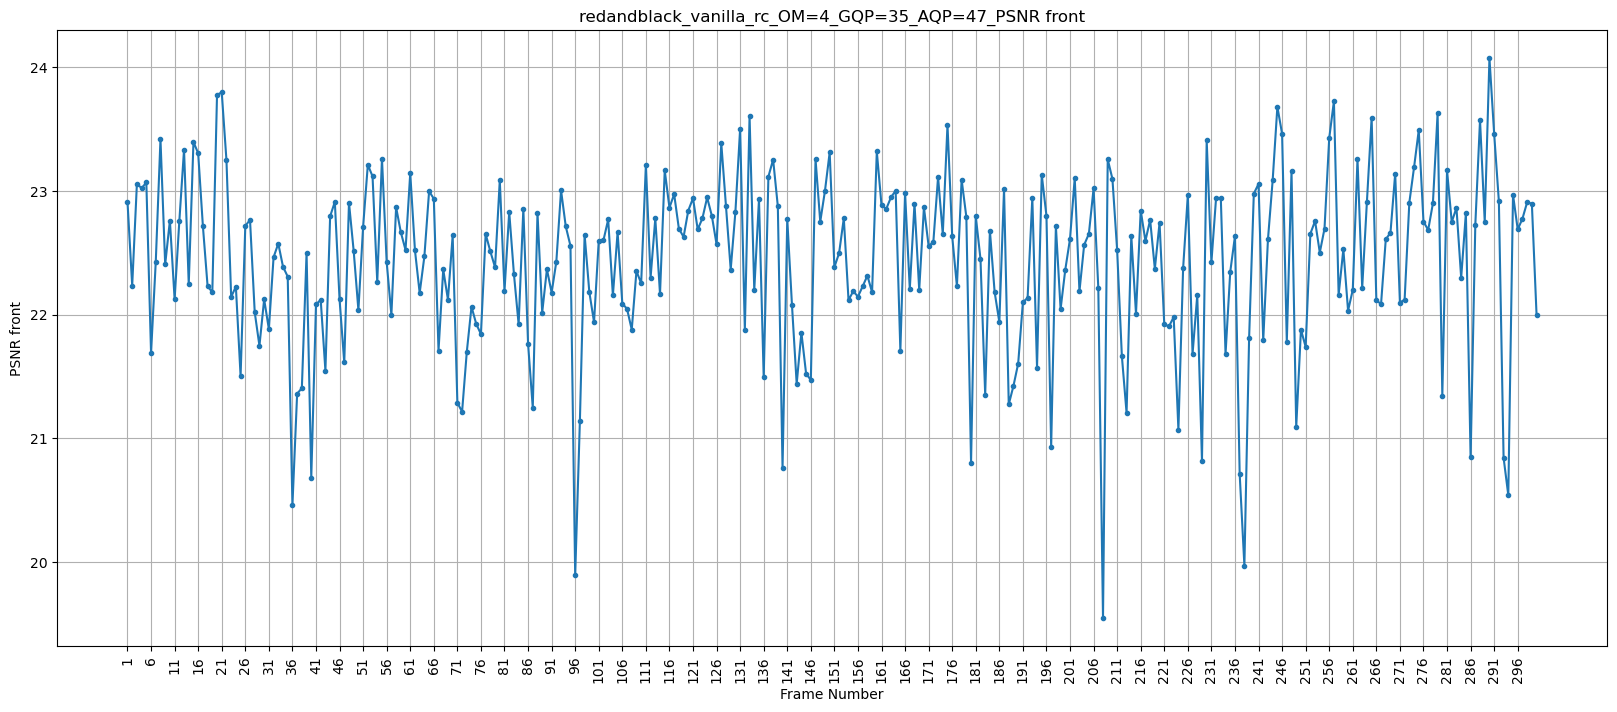 redandblack_vanilla_rc_OM=4_GQP=35_AQP=47_PSNR front
24
23
22
21
20
PSNR front
1 6 11 16 21 26 31 36 41 46 51 56 61 66 71 76 81 86 91 96 101 106 111 116 121 126 131 136 141 146 151 156 161 166 171 176 181 186 191 196 201 206 211 216 221 226 231 236 241 246 251 256 261 266 271 276 281 286 291 296
Frame Number